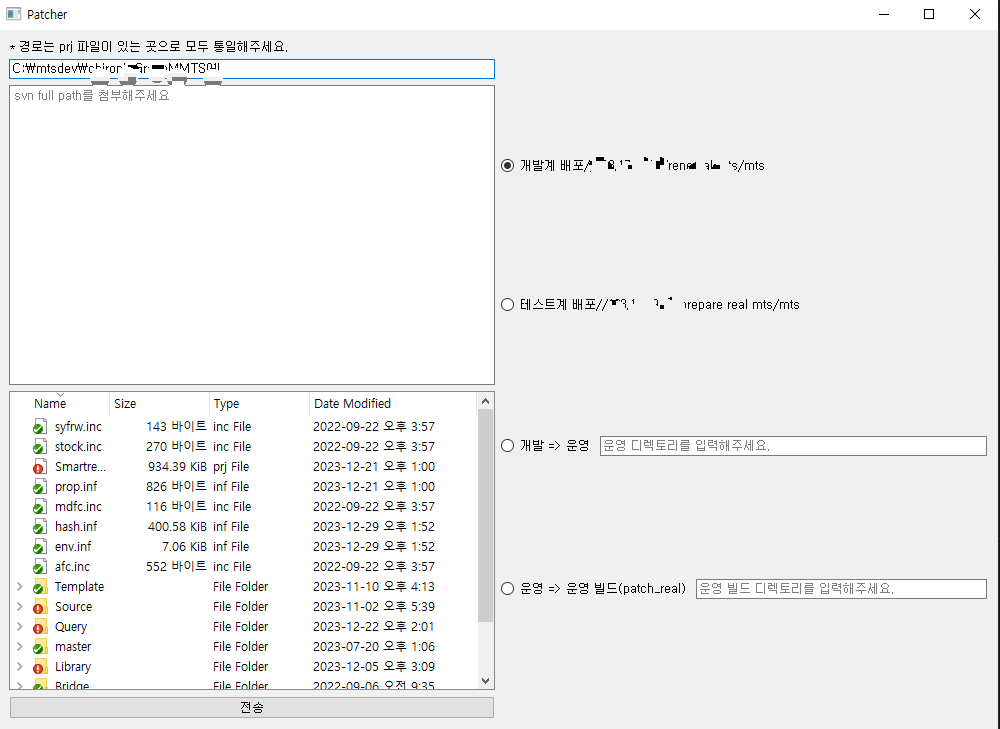 Patcher
* 경로는 prj 파일이 있는 곳으로 모두 통일해주세요.
C:\mtsdev\
svn full path를 첨부해주세요
개발계 배포/ /mts
테스트계 배포// prepare real mts/mts
개발 => 운영 운영 디렉토리를 입력해주세요.
운영 => 운영 빌드(patch_real) 운영 빌드 디렉토리를 입력해주세요.
Name Size Type Date Modified
syfrw.inc 143 바이트 inc File 2022-09-22 오후 3:57
stock.inc 270 바이트 inc File 2022-09-22 오후 3:57
Smartre... 934.39 KiB prj File 2023-12-21 오후 1:00
prop.inf 826 바이트 inf File 2023-12-21 오후 1:00
mdfc.inc 116 바이트 inc File 2022-09-22 오후 3:57
hash.inf 400.58 KiB inf File 2023-12-29 오후 1:52
env.inf 7.06 KiB inf File 2023-12-29 오후 1:52
afc.inc 552 바이트 inc File 2022-09-22 오후 3:57
Template File Folder 2023-11-10 오후 4:13
Source File Folder 2023-11-02 오후 5:39
Query File Folder 2023-12-22 오후 2:01
master File Folder 2023-07-20 오후 1:06
Library File Folder 2023-12-05 오후 3:09
Bridge File Folder 2022-09-06 오전 9:35
전송